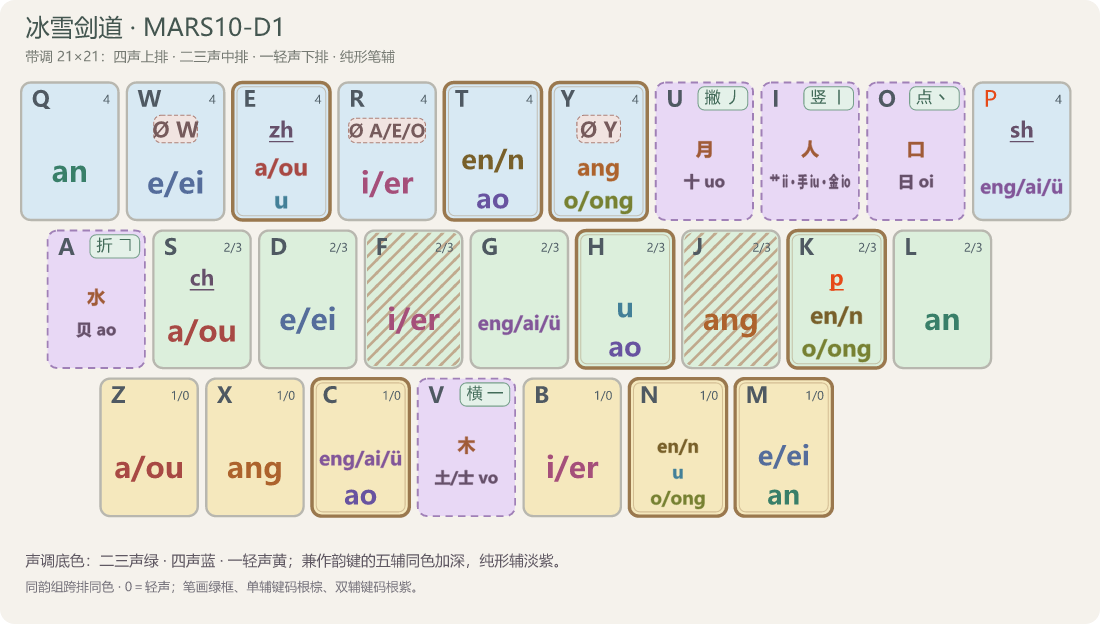 冰雪剑道 · MARS10-D1
带调 21×21：四声上排 · 二三声中排 · 一轻声下排 · 纯形笔辅
Q 4
an
W 4
Ø W
e/ei
E 4
zh
a/ou
u
R 4
Ø A/E/O
i/er
T 4
en/n
ao
Y 4
Ø Y
ang
o/ong
U 撇丿
月
十 uo
I 竖丨
人
艹ii·手iu·金io
O 点丶
口
日 oi
P 4
sh
eng/ai/ü
A 折㇕
水
贝 ao
S 2/3
ch
a/ou
D 2/3
e/ei
F 2/3
i/er
G 2/3
eng/ai/ü
H 2/3
u
ao
J 2/3
ang
K 2/3
p
en/n
o/ong
L 2/3
an
Z 1/0
a/ou
X 1/0
ang
C 1/0
eng/ai/ü
ao
V 横一
木
土/士 vo
B 1/0
i/er
N 1/0
en/n
u
o/ong
M 1/0
e/ei
an
声调底色：二三声绿 · 四声蓝 · 一轻声黄；兼作韵键的五辅同色加深，纯形辅淡紫。
同韵组跨排同色 · 0 = 轻声；笔画绿框、单辅键码根棕、双辅键码根紫。